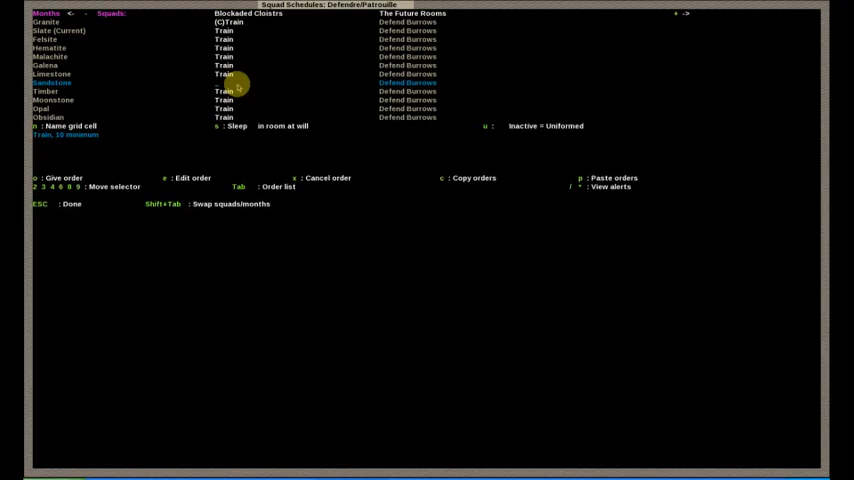 Squad Schedules: Defendre/Patrouille
Months <- - Squads: Blockaded Cloistrs The Future Rooms + ->
Granite (C)Train Defend Burrows
Slate (Current) Train Defend Burrows
Felsite Train Defend Burrows
Hematite Train Defend Burrows
Malachite Train Defend Burrows
Galena Train Defend Burrows
Limestone Train Defend Burrows
Sandstone _ Defend Burrows
Timber Train Defend Burrows
Moonstone Train Defend Burrows
Opal Train Defend Burrows
Obsidian Train Defend Burrows
n : Name grid cell s : Sleep in room at will u : Inactive = Uniformed
Train, 10 minimum
o : Give order e : Edit order x : Cancel order c : Copy orders p : Paste orders
2 3 4 6 8 9 : Move selector Tab : Order list / * : View alerts
ESC : Done Shift+Tab : Swap squads/months